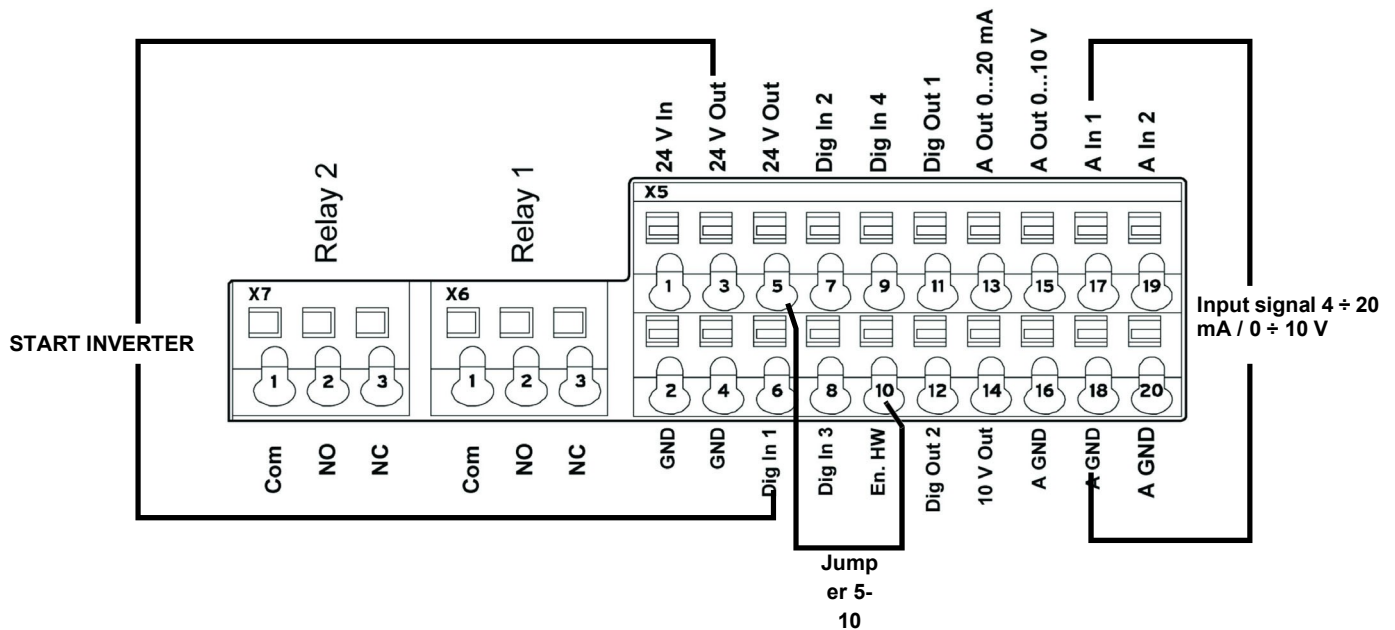 24 V In
24 V Out
24 V Out
Dig In 2
Dig In 4
Dig Out 1
A Out 0...20 mA
A Out 0...10 V
A In 1
A In 2
Relay 2
Relay 1
X5
1
3
5
7
9
11
13
15
17
19
X7
X6
Input signal 4 ÷ 20
mA / 0 ÷ 10 V
START INVERTER
1
2
3
1
2
3
2
4
6
8
10
12
14
16
18
20
Com
NO
NC
Com
NO
NC
GND
GND
Dig In 1
Dig In 3
En. HW
Dig Out 2
10 V Out
A GND
A GND
A GND
Jump
er 5-
10